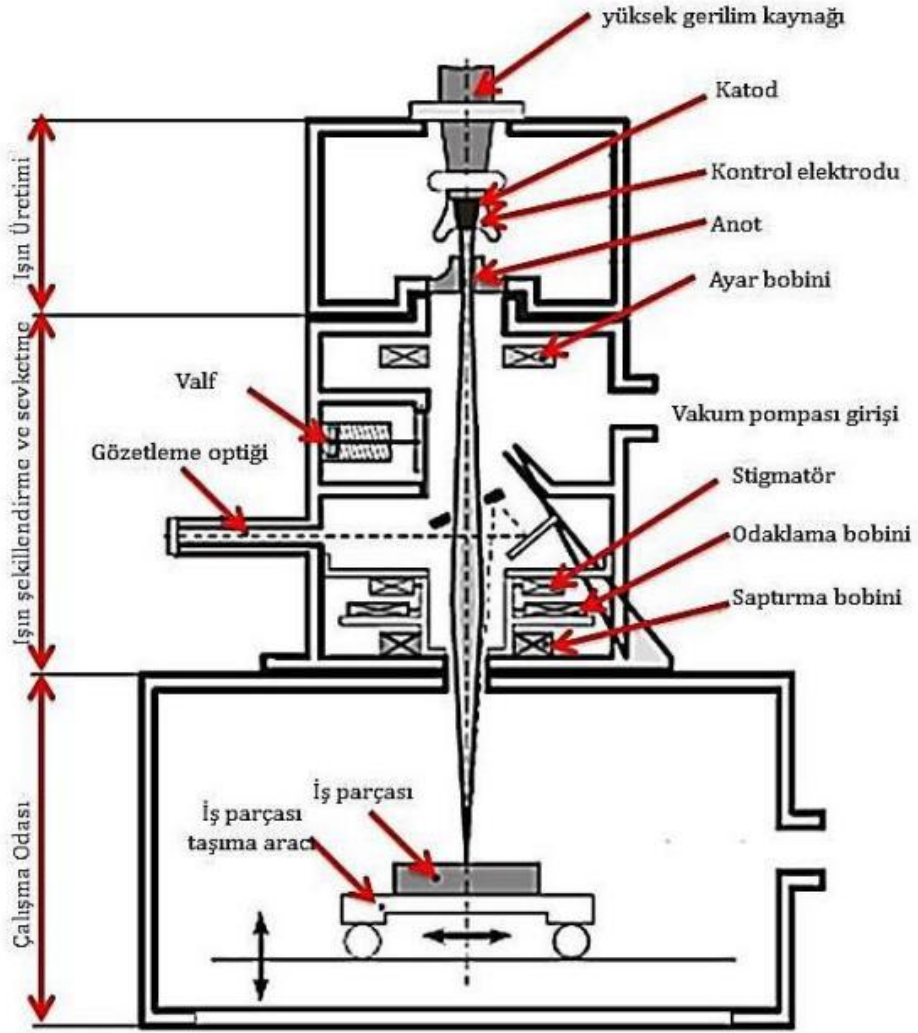 yüksek gerilim kaynağı
Katod
Kontrol elektrodu
Anot
Ayar bobini
Işın Üretimi
Valf
Vakum pompası girişi
Gözetleme optiği
Stigmatör
Odaklama bobini
Saptırma bobini
Işın şekillendirme ve sevketme
İş parçası
İş parçası
taşıma aracı
Çalışma Odası